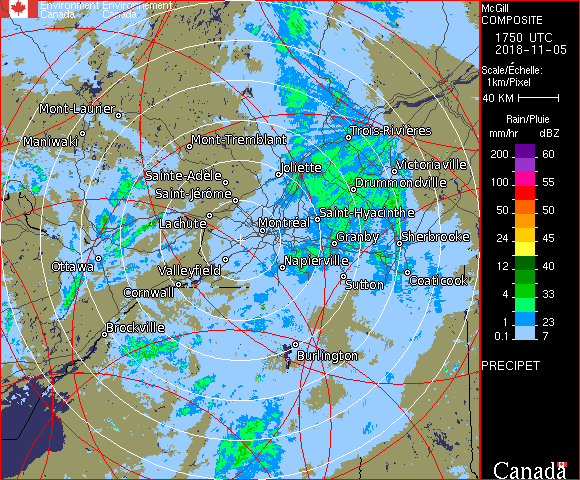 Environment Environnement
Canada Canada
McGill
COMPOSITE
1750 UTC
2018-11-05
Scale/Échelle:
1km/Pixel
40 KM
Rain/Pluie
mm/hr dBZ
200 60
100 55
50 50
24 45
12 40
4 33
1 23
0.1 7
PRECIPET
Canada
Mont-Laurier
Maniwaki
Mont-Tremblant
Trois-Rivières
Sainte-Adèle
Joliette
Victoriaville
Saint-Jérôme
Drummondville
Lachute
Montréal
Saint-Hyacinthe
Granby
Sherbrooke
Ottawa
Valleyfield
Napierville
Cornwall
Sutton
Coaticook
Brockville
Burlington